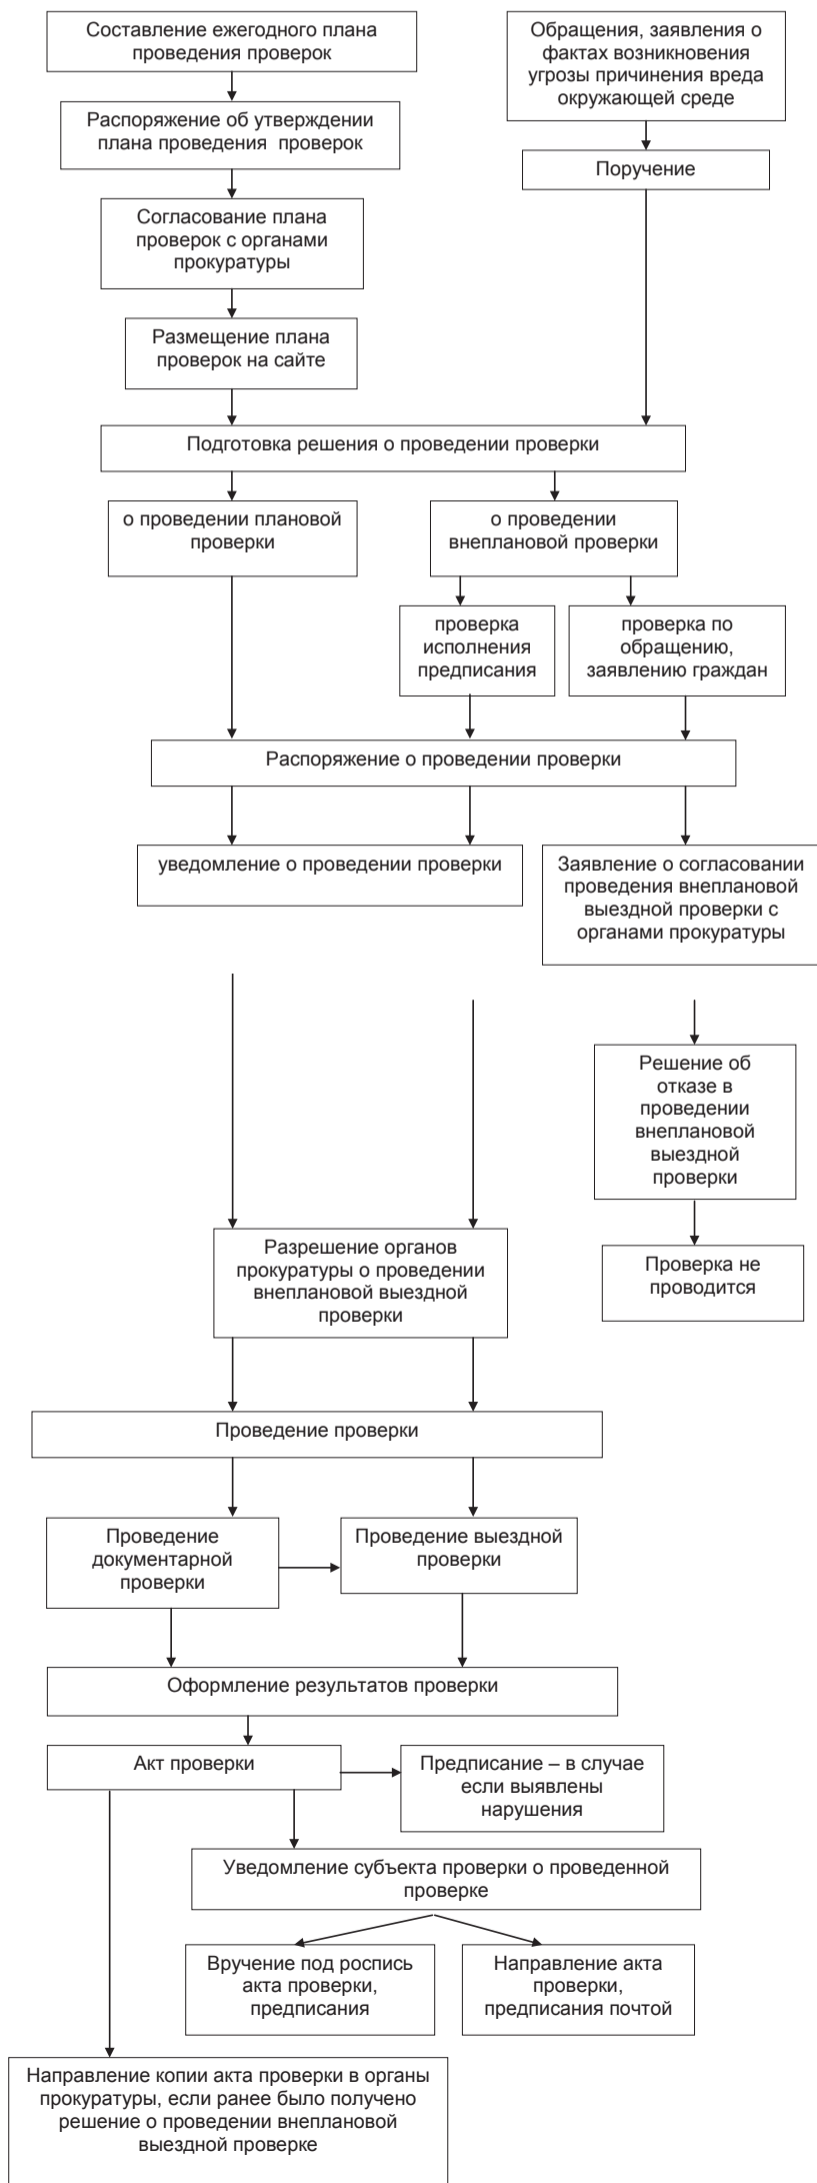 Составление ежегодного плана
проведения проверок
Обращения, заявления о
фактах возникновения
угрозы причинения вреда
окружающей среде
Распоряжение об утверждении
плана проведения проверок
Поручение
Согласование плана
проверок с органами
прокуратуры
Размещение плана
проверок на сайте
Подготовка решения о проведении проверки
о проведении плановой
проверки
о проведении
внеплановой проверки
проверка
исполнения
предписания
проверка по
обращению,
заявлению граждан
Распоряжение о проведении проверки
уведомление о проведении проверки
Заявление о согласовании
проведения внеплановой
выездной проверки с
органами прокуратуры
Решение об
отказе в
проведении
внеплановой
выездной
проверки
Разрешение органов
прокуратуры о проведении
внеплановой выездной
проверки
Проверка не
проводится
Проведение проверки
Проведение
документарной
проверки
Проведение выездной
проверки
Оформление результатов проверки
Акт проверки
Предписание – в случае
если выявлены
нарушения
Уведомление субъекта проверки о проведенной
проверке
Вручение под роспись
акта проверки,
предписания
Направление акта
проверки,
предписания почтой
Направление копии акта проверки в органы
прокуратуры, если ранее было получено
решение о проведении внеплановой
выездной проверке